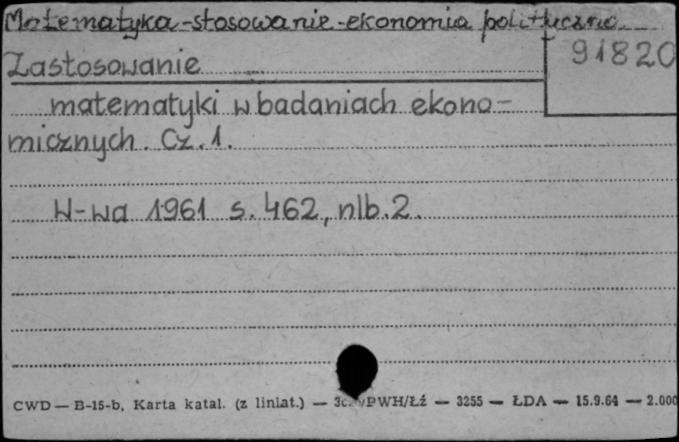 Matematyka-stosowanie-ekonomia polityczna
91820
Zastosowanie
matematyki w badaniach ekono-
micznych. Cz. 1.
W-wa 1961 s. 462, nlb. 2.
CWD — B-15-b, Karta katal. (z liniat.) — PWH/Łź — 3255 — ŁDA — 15.9.64 — 2.000